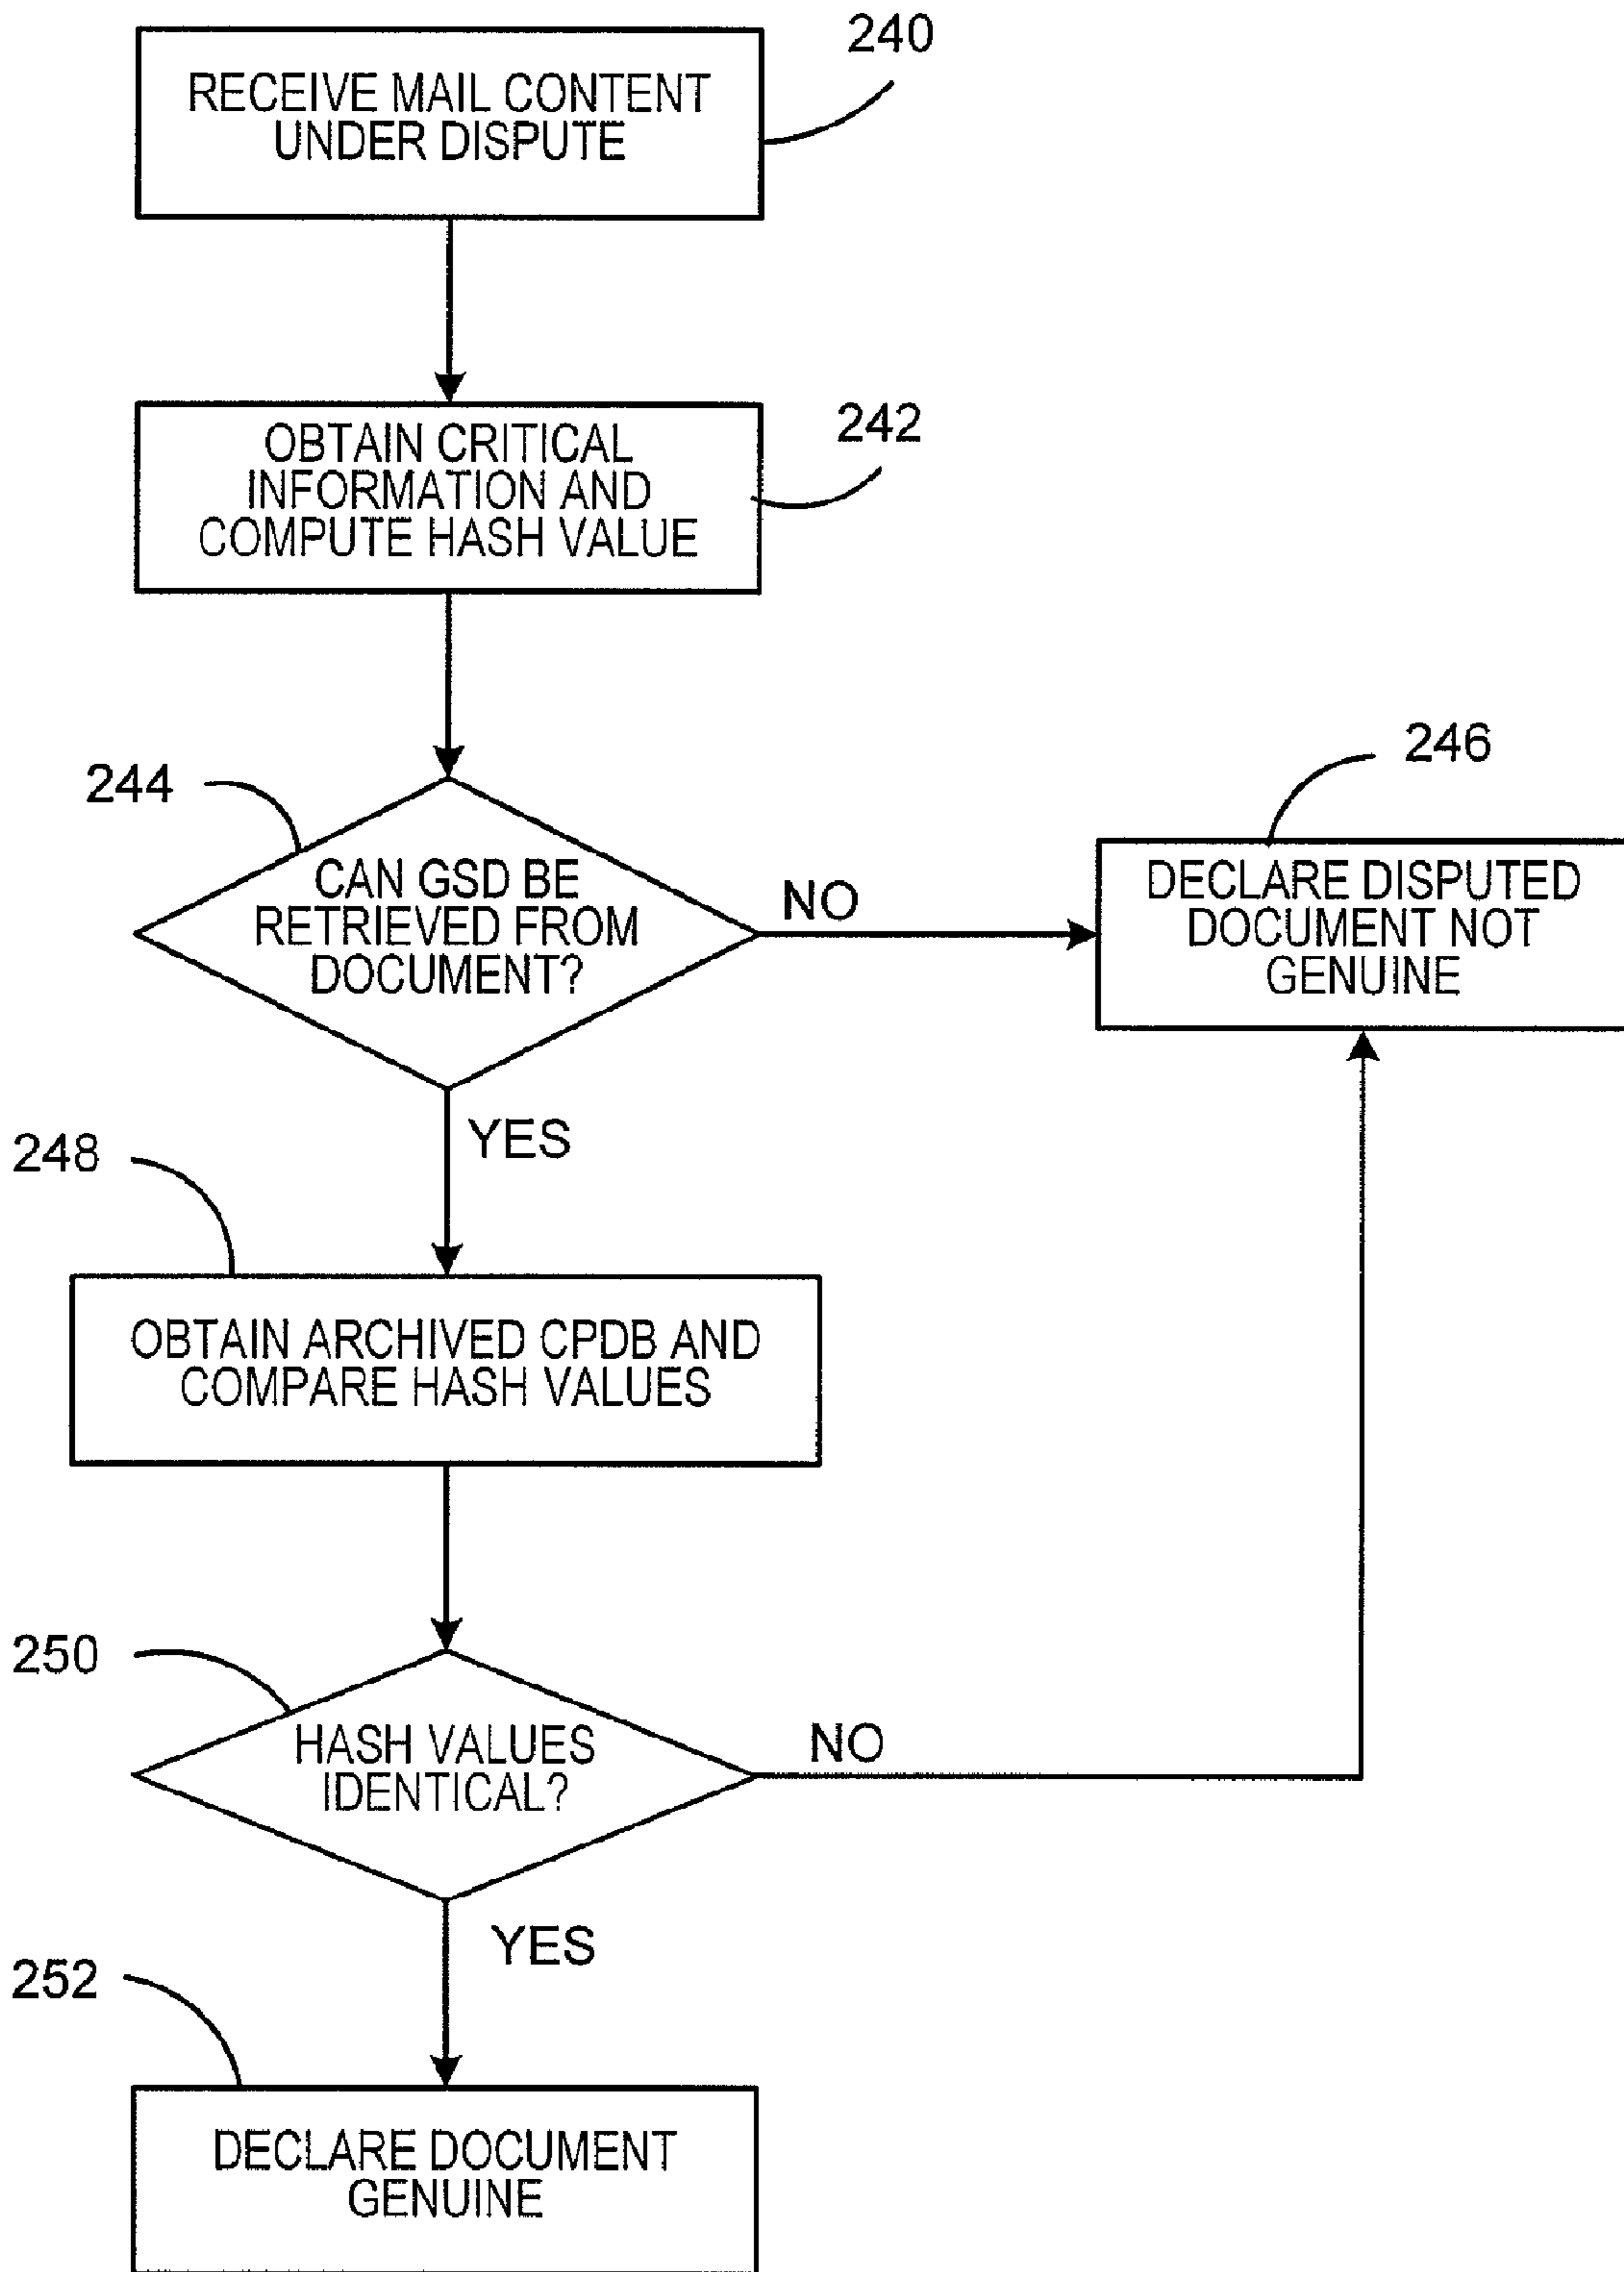 240
RECEIVE MAIL CONTENT
UNDER DISPUTE
242
OBTAIN CRITICAL
INFORMATION AND
COMPUTE HASH VALUE
244
CAN GSD BE
RETRIEVED FROM
DOCUMENT?
NO
246
DECLARE DISPUTED
DOCUMENT NOT
GENUINE
YES
248
OBTAIN ARCHIVED CPDB AND
COMPARE HASH VALUES
250
HASH VALUES
IDENTICAL?
NO
YES
252
DECLARE DOCUMENT
GENUINE